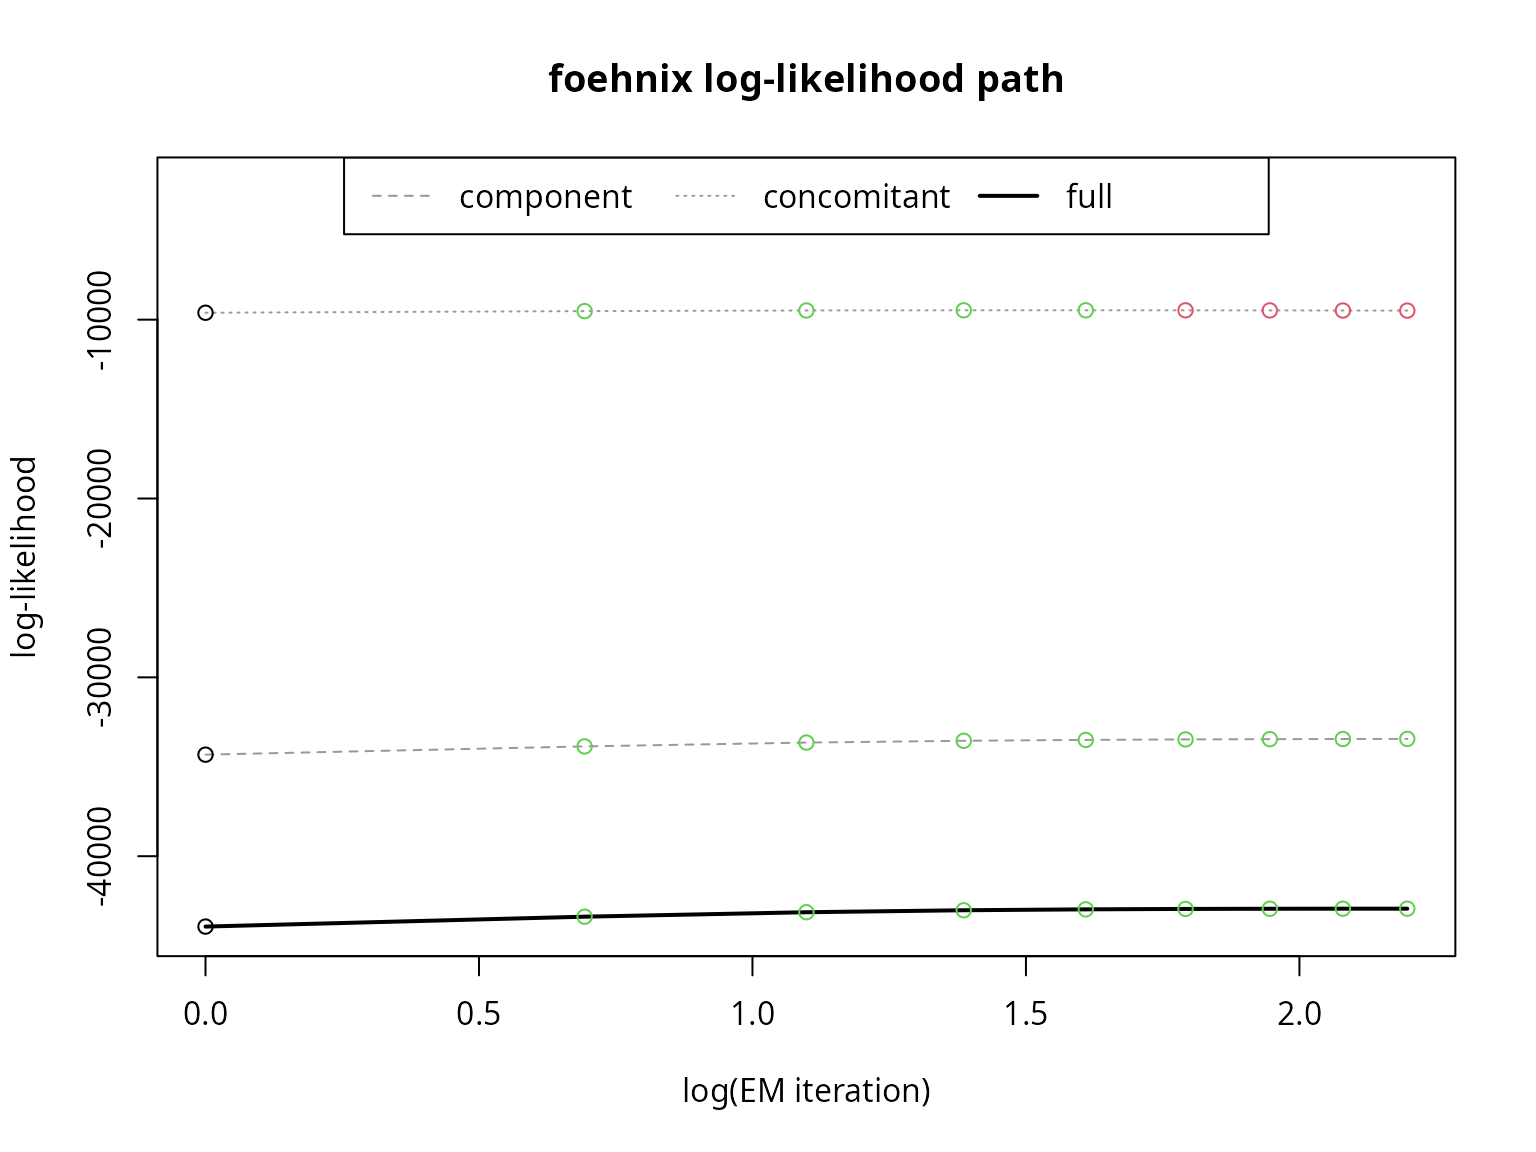 foehnix log-likelihood path
component concomitant full
log-likelihood
-10000
-20000
-30000
-40000
0.0 0.5 1.0 1.5 2.0
log(EM iteration)